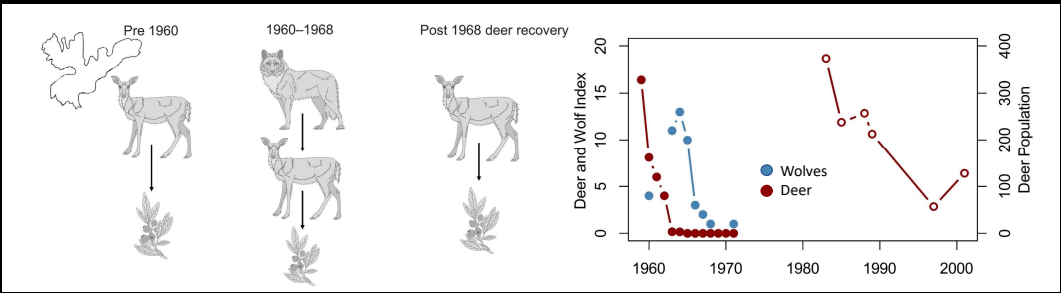 Pre 1960
1960–1968
Post 1968 deer recovery
Deer and Wolf Index
20
15
10
5
0
Wolves
Deer
400
300
200
100
0
Deer Population
1960
1970
1980
1990
2000